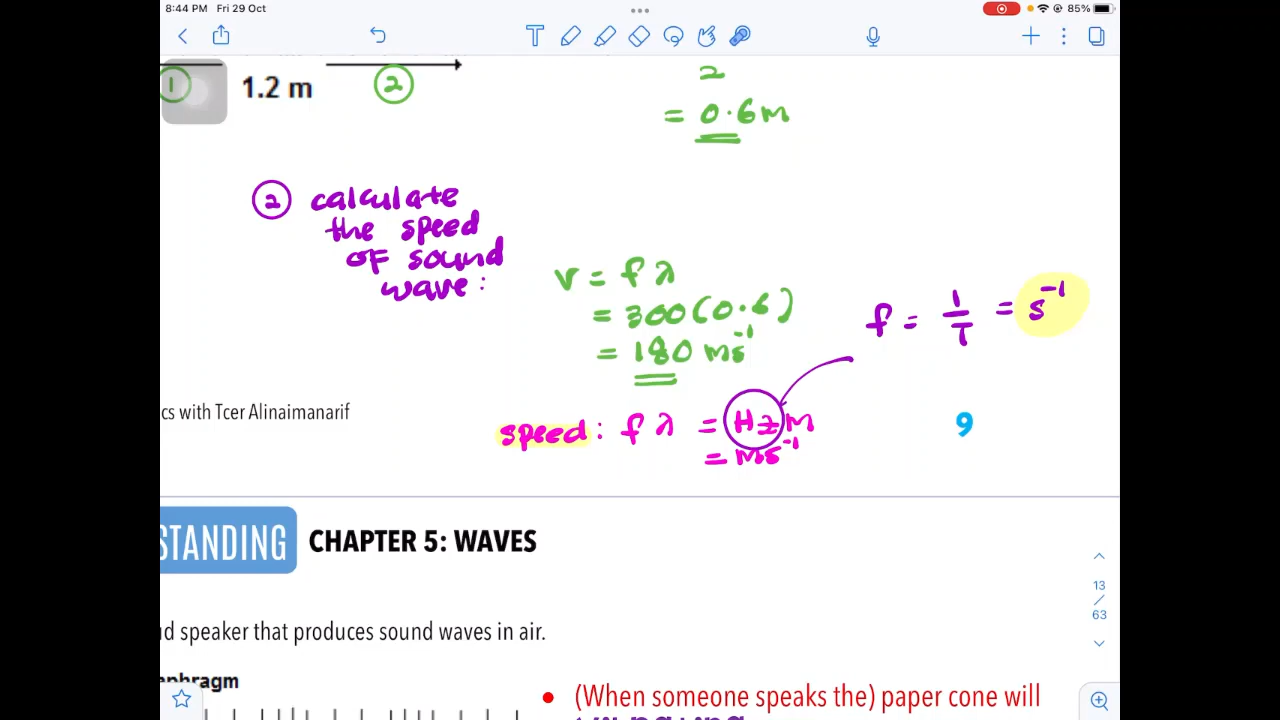 8:44 PM Fri 29 Oct
85%
1 1.2 m 2
2
= 0.6m
2 calculate
the speed
of sound
wave:
v = f λ
= 300(0.6)
= 180 ms⁻¹
f = 1/T = s⁻¹
speed: f λ = Hz m
= ms⁻¹
cs with Tcer Alinaimanarif
9
STANDING CHAPTER 5: WAVES
13
/
63
d speaker that produces sound waves in air.
aphragm
• (When someone speaks the) paper cone will